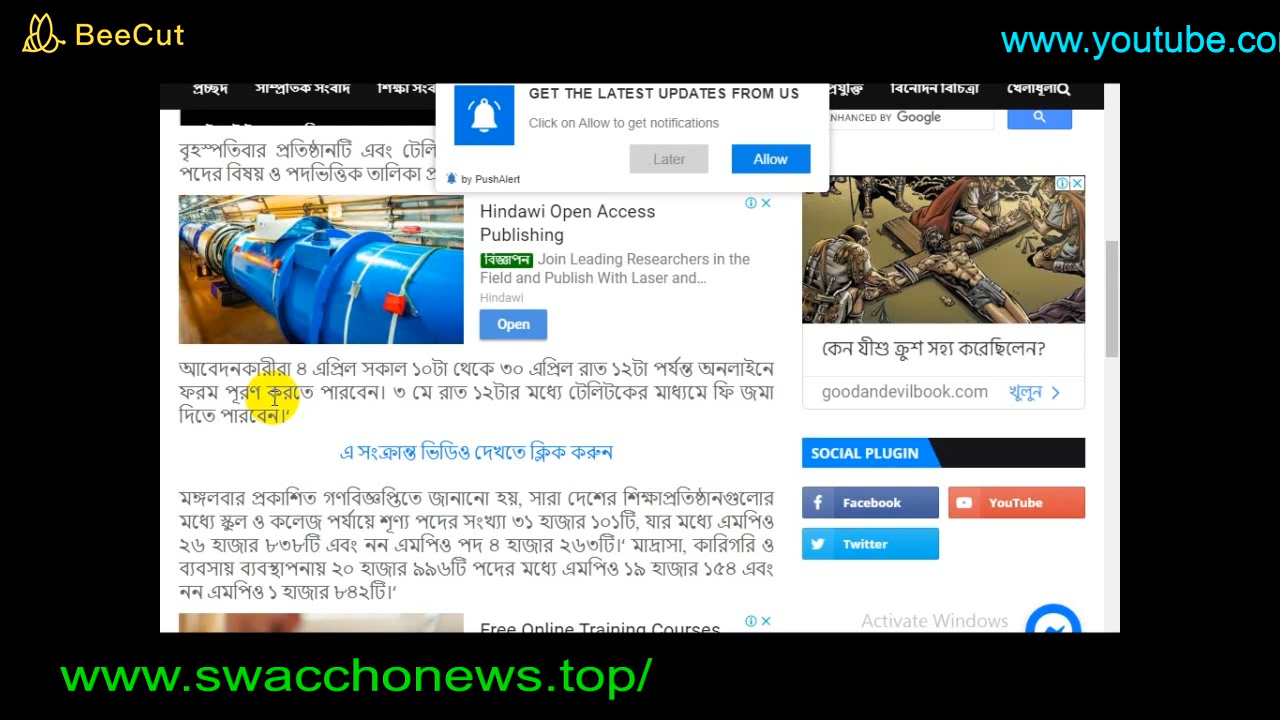 BeeCut
www.youtube.co
প্রচ্ছদ সাম্প্রতিক সংবাদ শিক্ষা সংব
প্রযুক্তি বিনোদন বিচিত্রা খেলাধূলা
GET THE LATEST UPDATES FROM US
Click on Allow to get notifications
Later Allow
by PushAlert
ENHANCED BY Google
বৃহস্পতিবার প্রতিষ্ঠানটি এবং টেলি
পদের বিষয় ও পদভিত্তিক তালিকা প্র
Hindawi Open Access
Publishing
বিজ্ঞাপন Join Leading Researchers in the
Field and Publish With Laser and...
Hindawi
Open
আবেদনকারীরা ৪ এপ্রিল সকাল ১০টা থেকে ৩০ এপ্রিল রাত ১২টা পর্যন্ত অনলাইনে
ফরম পূরণ করতে পারবেন। ৩ মে রাত ১২টার মধ্যে টেলিটকের মাধ্যমে ফি জমা
দিতে পারবেন।’
এ সংক্রান্ত ভিডিও দেখতে ক্লিক করুন
মঙ্গলবার প্রকাশিত গণবিজ্ঞপ্তিতে জানানো হয়, সারা দেশের শিক্ষাপ্রতিষ্ঠানগুলোর
মধ্যে স্কুল ও কলেজ পর্যায়ে শূণ্য পদের সংখ্যা ৩১ হাজার ১০১টি, যার মধ্যে এমপিও
২৬ হাজার ৮৩৮টি এবং নন এমপিও পদ ৪ হাজার ২৬৩টি।’ মাদ্রাসা, কারিগরি ও
ব্যবসায় ব্যবস্থাপনায় ২০ হাজার ৯৯৬টি পদের মধ্যে এমপিও ১৯ হাজার ১৫৪ এবং
নন এমপিও ১ হাজার ৮৪২টি।’
Free Online Training Courses
কেন যীশু ক্রুশ সহ্য করেছিলেন?
goodandevilbook.com খুলুন
SOCIAL PLUGIN
Facebook YouTube
Twitter
Activate Windows
www.swacchonews.top/